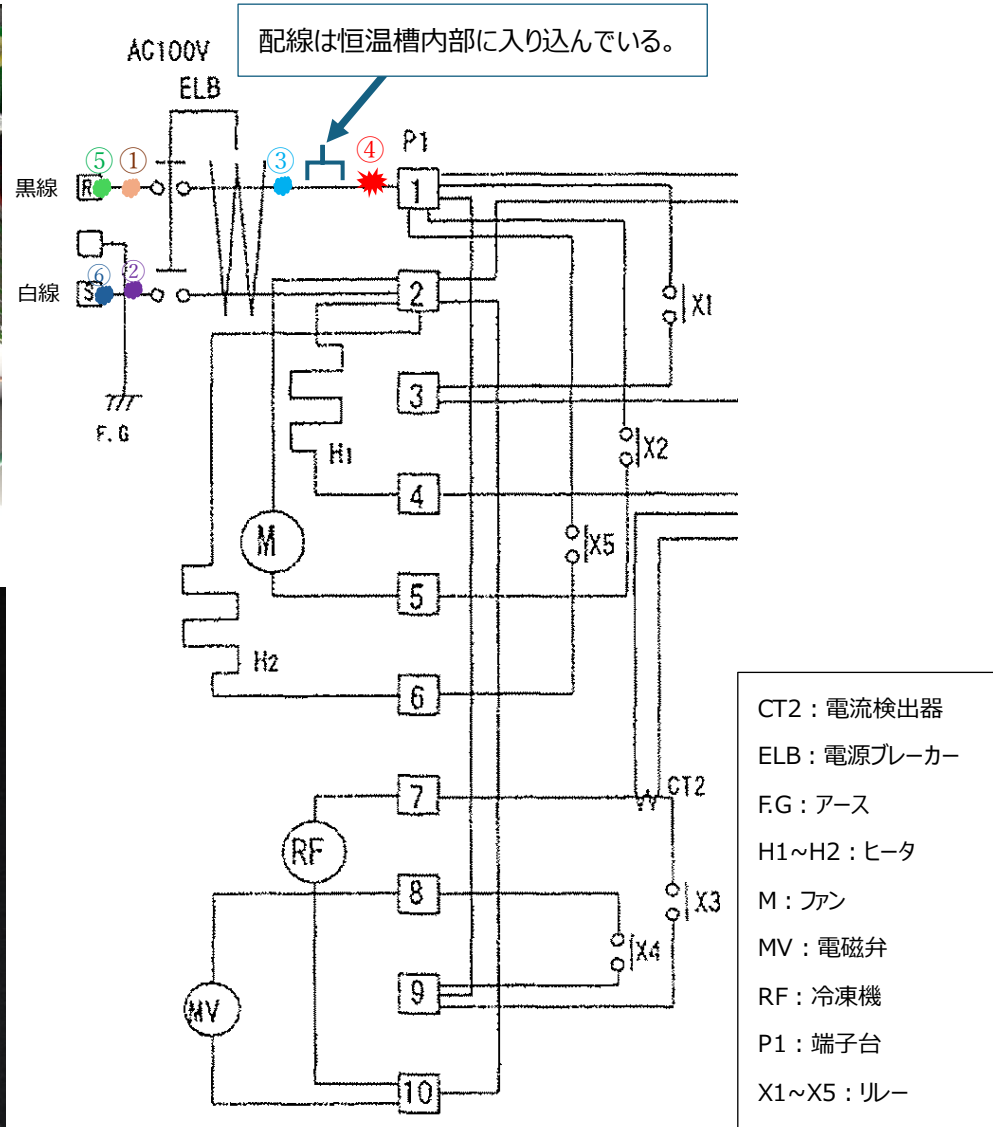 配線は恒温槽内部に入り込んでいる。
AC100V
ELB
P1
⑤ ① ③ ④
黒線 R 1
⑥ ②
白線 S 2
X1
3
F.G
H1
X2
4
M
X5
5
H2
6
7
CT2
RF
8
X3
X4
9
MV
10
CT2：電流検出器
ELB：電源ブレーカー
F.G：アース
H1~H2：ヒータ
M：ファン
MV：電磁弁
RF：冷凍機
P1：端子台
X1~X5：リレー